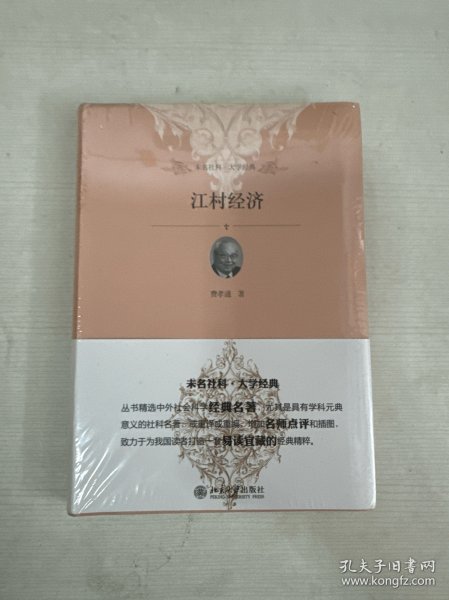 未名社科·大学经典
江村经济
费孝通 著
未名社科·大学经典
丛书精选中外社会科学经典名著,尤其是具有学科元典
意义的社科名著,或重译或重编,增加名师点评和插图,
致力于为我国读者打造一套易读宜藏的经典精粹。
北京大学出版社
PEKING UNIVERSITY PRESS
孔夫子旧书网
www.kongfz.com